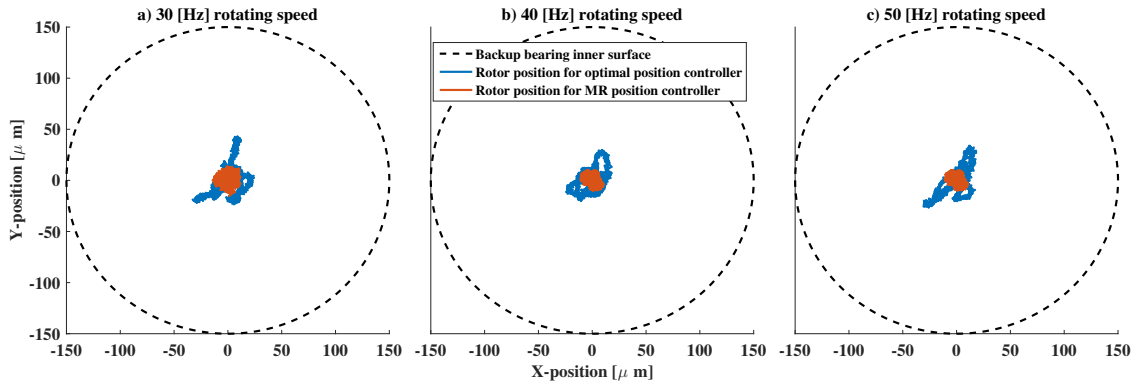 a) 30 [Hz] rotating speed
b) 40 [Hz] rotating speed
c) 50 [Hz] rotating speed
Backup bearing inner surface
Rotor position for optimal position controller
Rotor position for MR position controller
Y-position [μ m]
150
100
50
0
-50
-100
-150
-150 -100 -50 0 50 100 150
-150 -100 -50 0 50 100 150
-150 -100 -50 0 50 100 150
X-position [μ m]